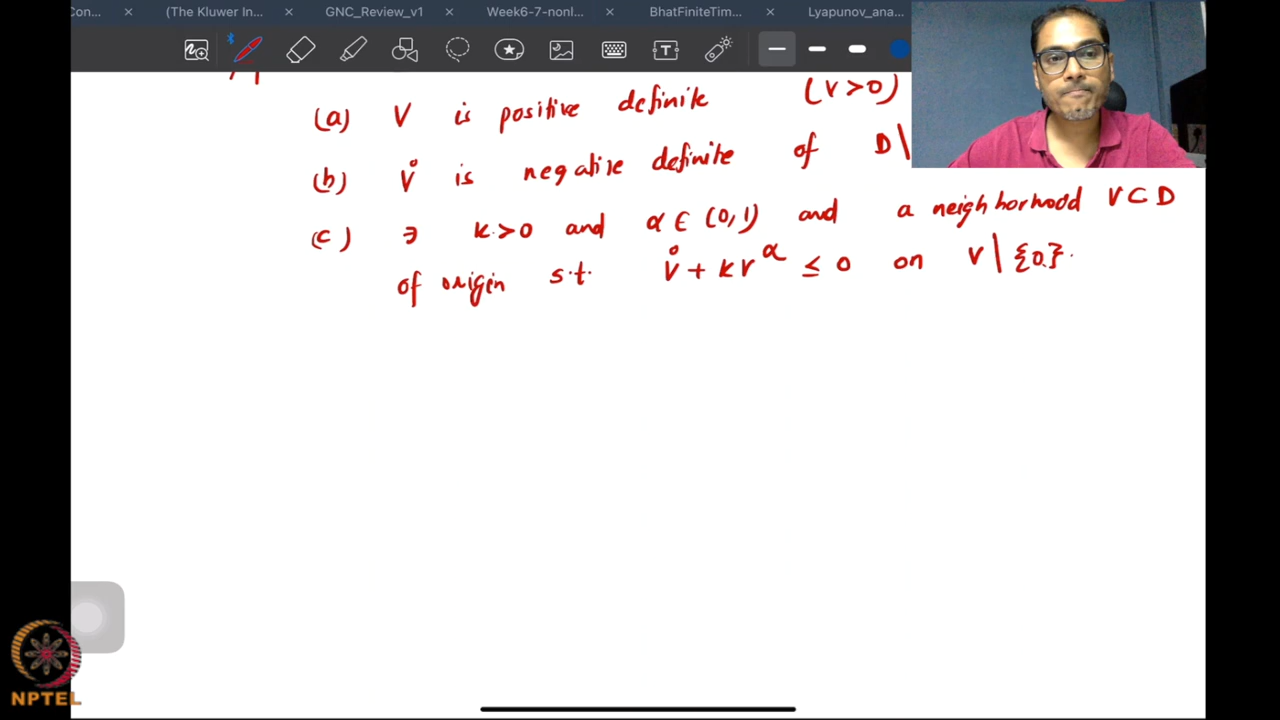 Con...
(The Kluwer In...
GNC_Review_v1
Week6-7-nonl...
BhatFiniteTim...
Lyapunov_ana...
(a) V is positive definite (V>0)
(b) V̇ is negative definite of D\
(c) ∃ k>0 and α ∈ (0,1) and a neighborhood V ⊂ D
of origin s.t. V̇ + kV^α ≤ 0 on V\{0}.
NPTEL